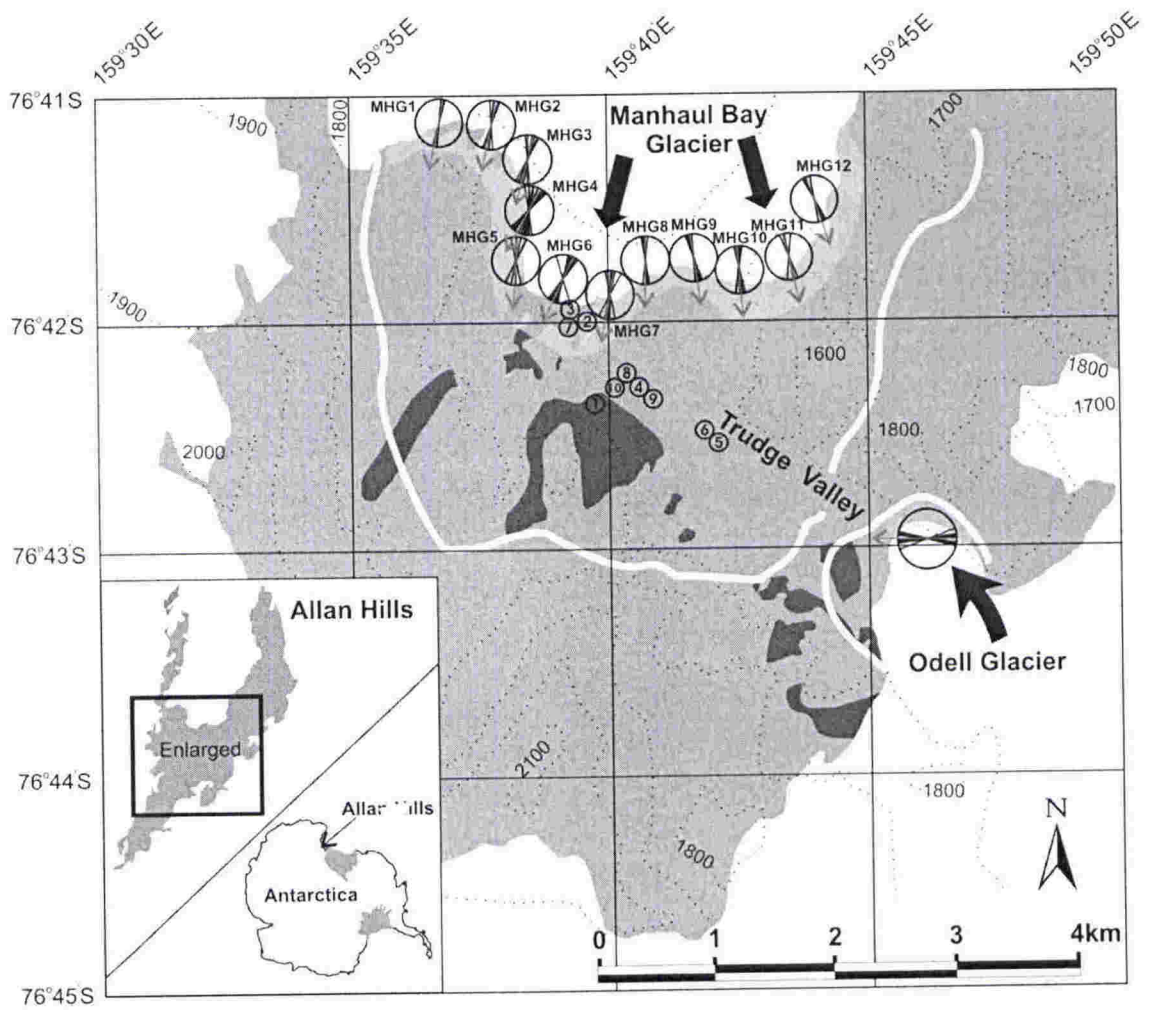 159°30'E
159°35'E
159°40'E
159°45'E
159°50'E
76°41'S
1900
1800
MHG1
MHG2
MHG3
MHG4
MHG5
MHG6
MHG7
MHG8
MHG9
MHG10
MHG11
MHG12
Manhaul Bay
Glacier
1700
1900
76°42'S
3
2
7
8
10
4
9
1
6
5
1600
1800
1700
1800
2000
Trudge Valley
76°43'S
Odell Glacier
Allan Hills
Enlarged
Antarctica
76°44'S
2100
1800
1800
N
0
1
2
3
4km
76°45'S